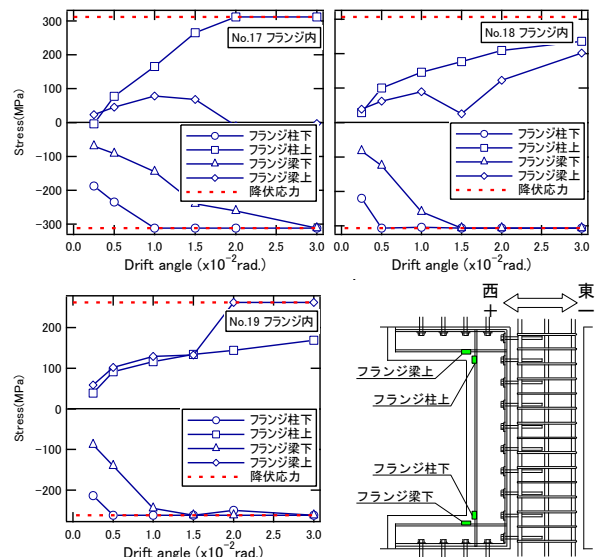 No.17 フランジ内
Stress(MPa)
300
200
100
0
-100
-200
-300
フランジ柱下
フランジ柱上
フランジ梁下
フランジ梁上
降伏応力
0.0 0.5 1.0 1.5 2.0 3.0
Drift angle (x10⁻²rad.)
No.18 フランジ内
フランジ柱下
フランジ柱上
フランジ梁下
フランジ梁上
降伏応力
0.0 0.5 1.0 1.5 2.0 3.0
Drift angle (x10⁻²rad.)
No.19 フランジ内
Stress(MPa)
200
100
0
-100
-200
フランジ柱下
フランジ柱上
フランジ梁下
フランジ梁上
降伏応力
0.0 0.5 1.0 1.5 2.0 3.0
Drift angle (x10⁻²rad.)
西 東
+ −
フランジ梁上
フランジ柱上
フランジ柱下
フランジ梁下